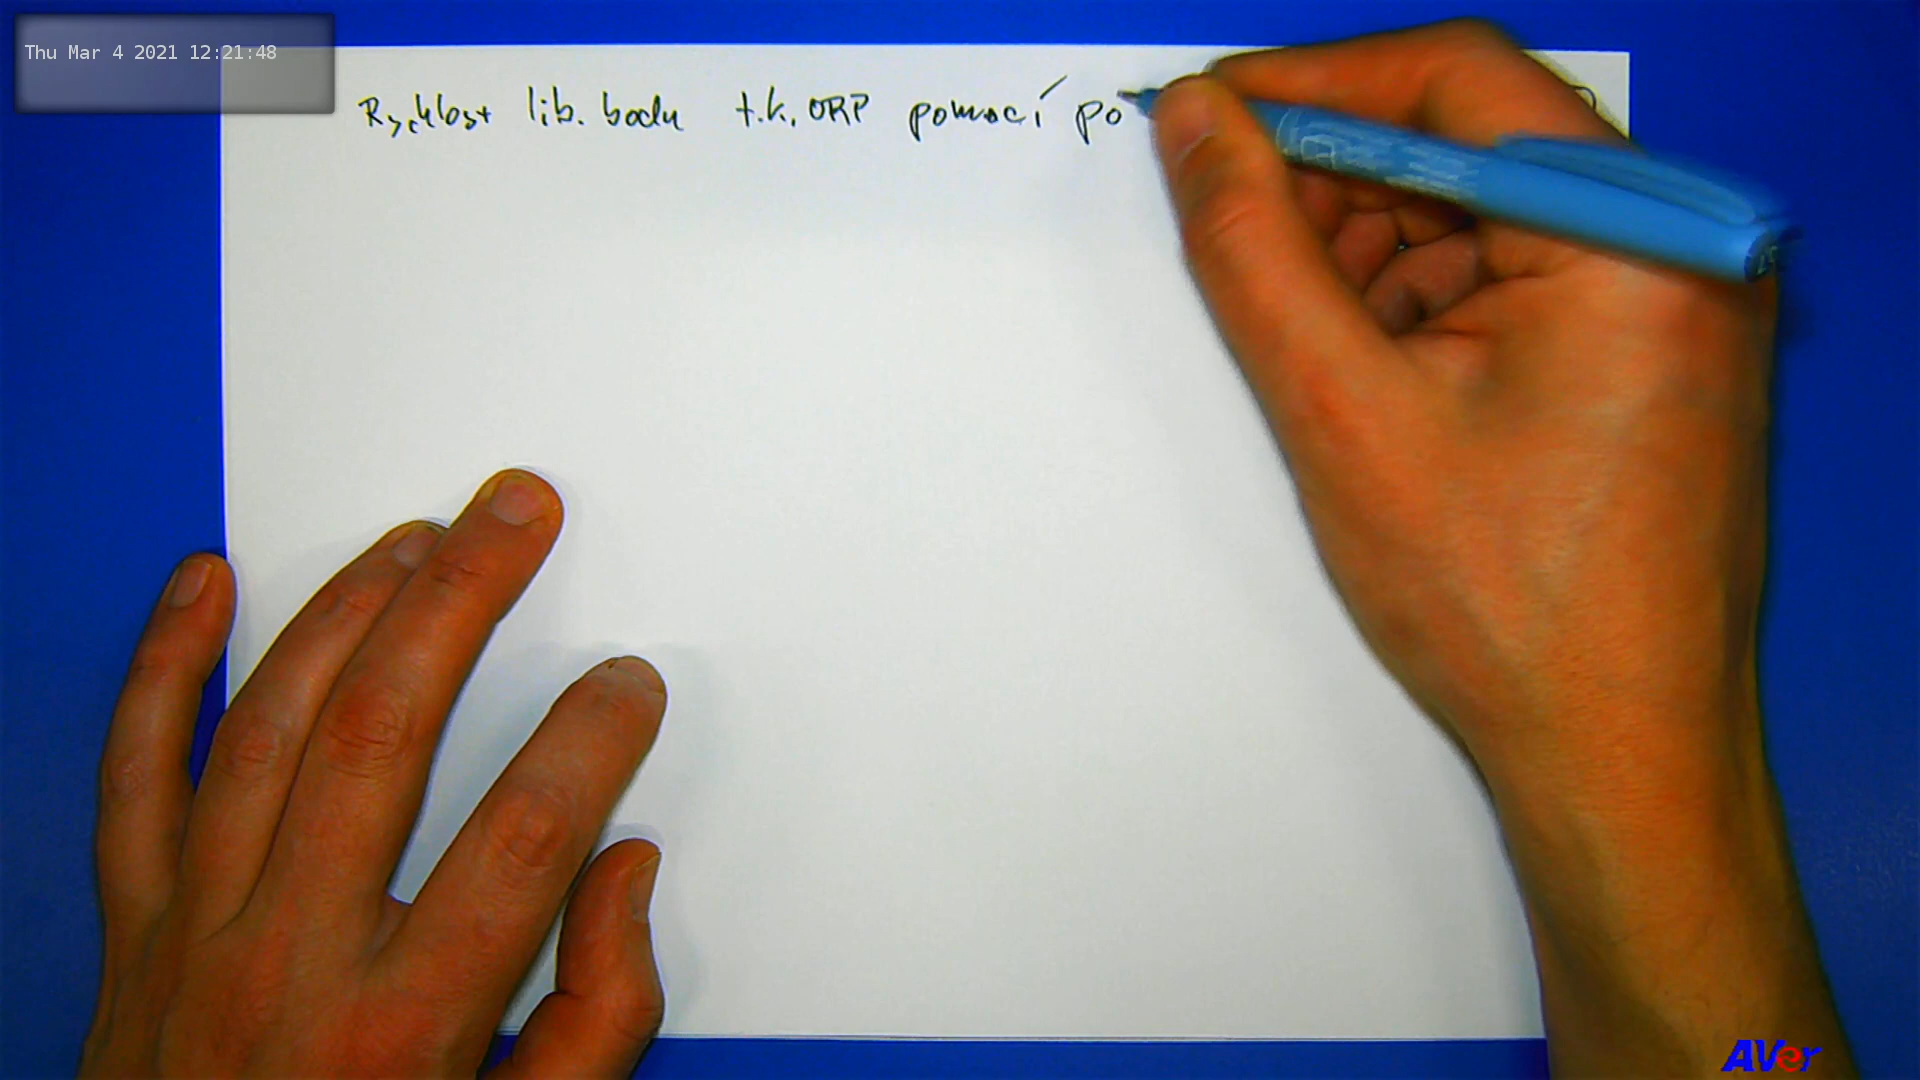 Thu Mar 4 2021 12:21:48
Rychlost lib. bodu t.k. ORP pomocí po
AVer